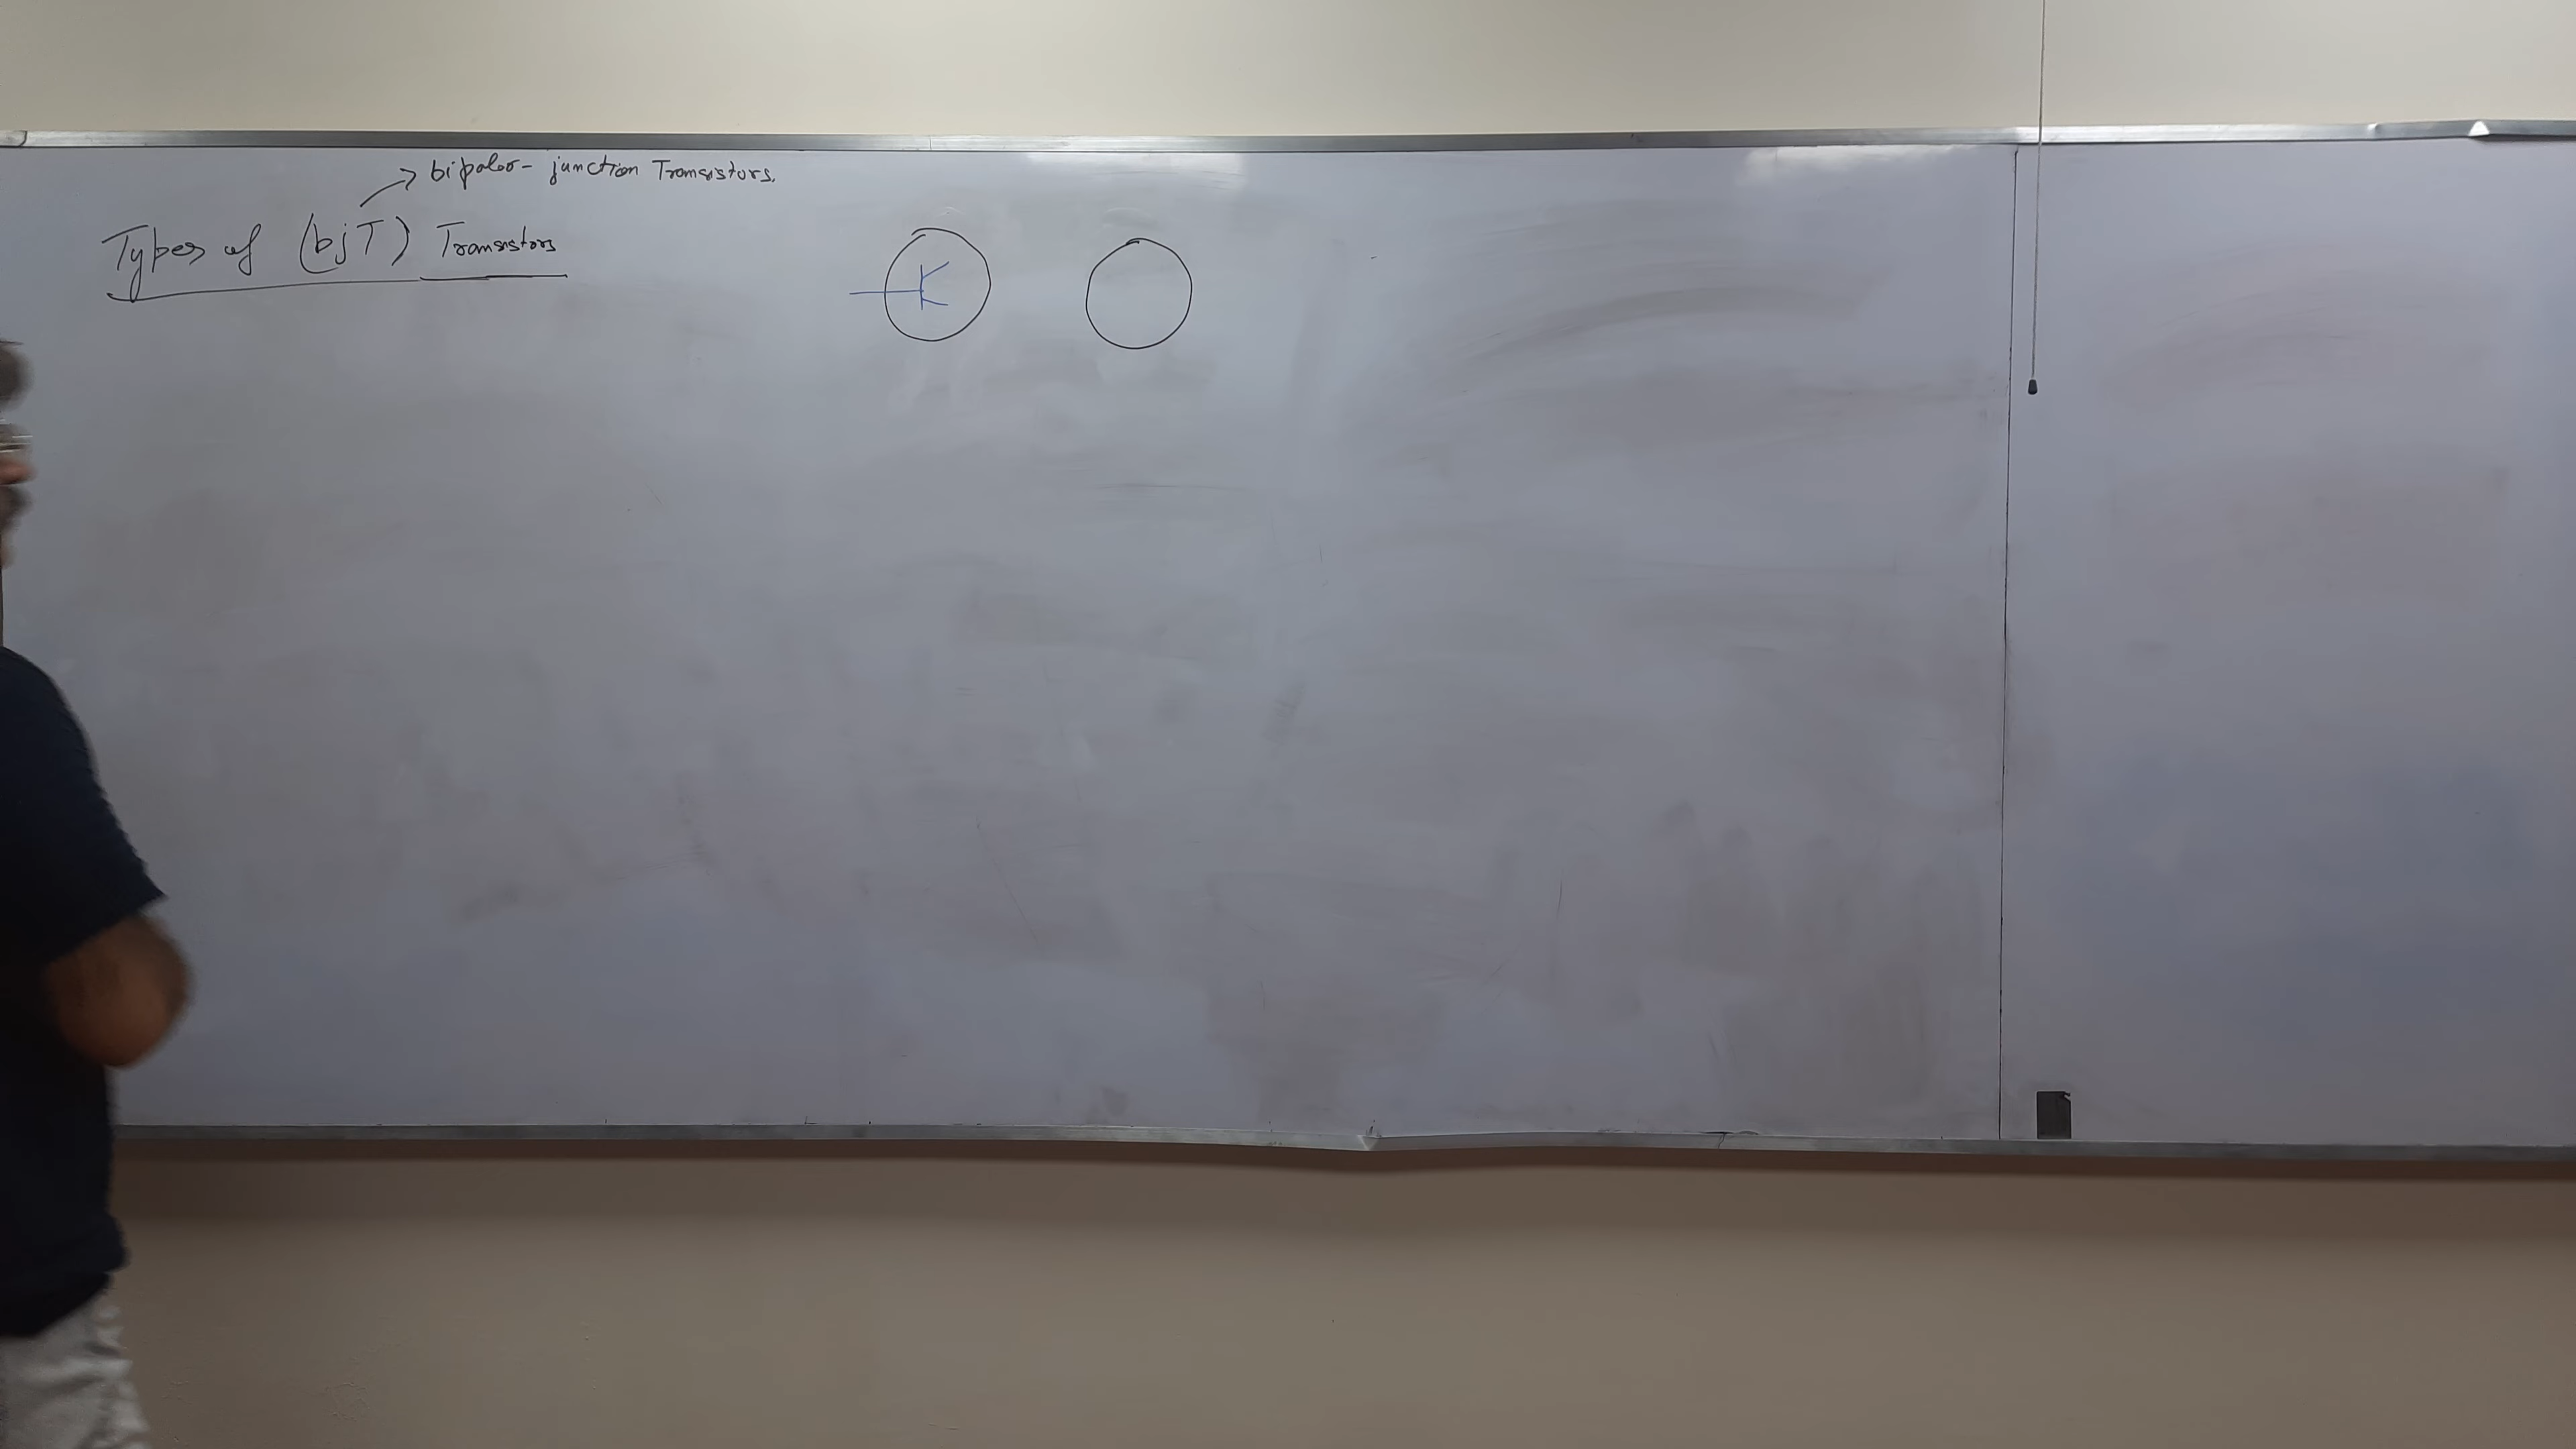 → bipolar- junction Transistors.
Types of (bjT) Transistors